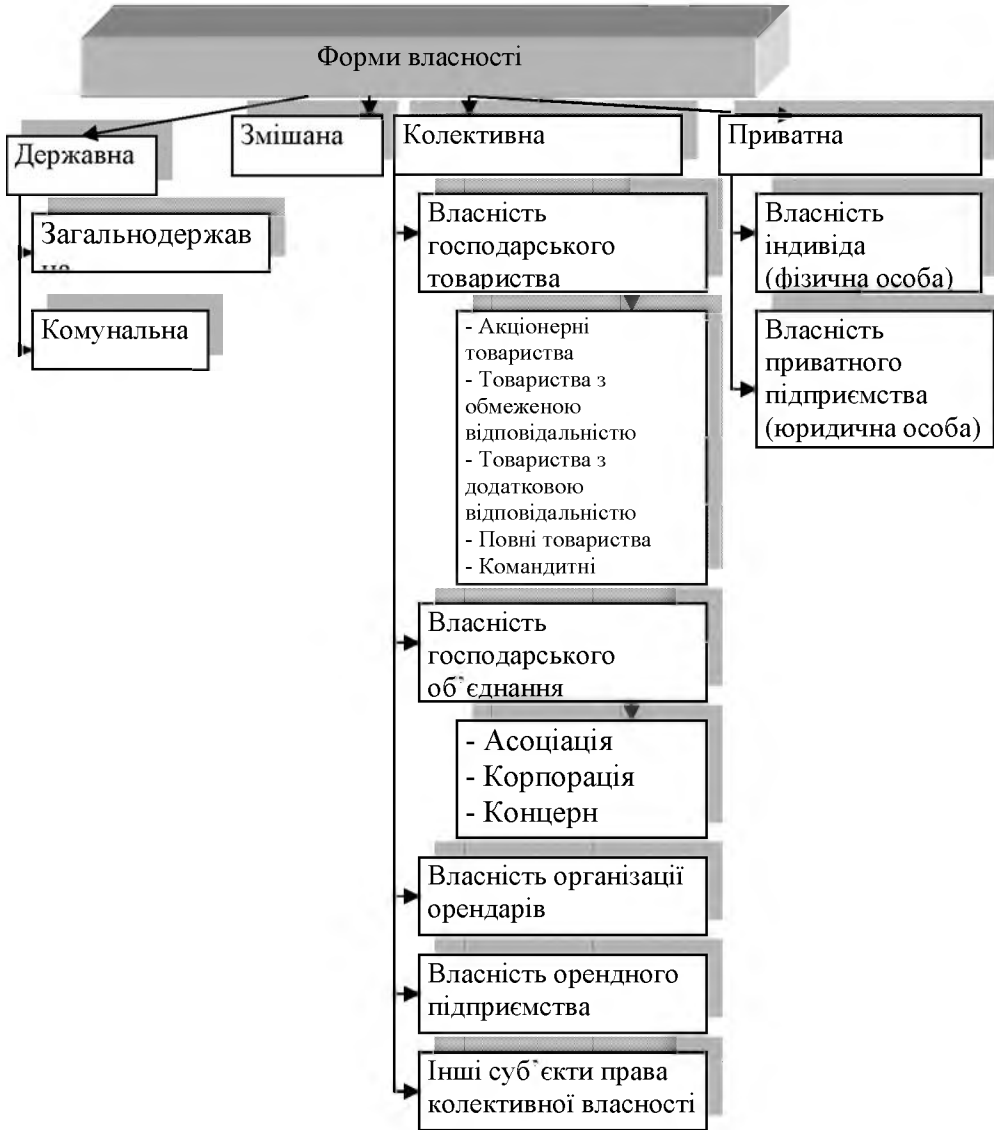 Форми власності
Державна
Змішана
Колективна
Приватна
Загальнодержав
Комунальна
Власність
господарського
товариства
- Акціонерні
товариства
- Товариства з
обмеженою
відповідальністю
- Товариства з
додатковою
відповідальністю
- Повні товариства
- Командитні
Власність
господарського
об`єднання
- Асоціація
- Корпорація
- Концерн
Власність організації
орендарів
Власність орендного
підприємства
Інші суб`єкти права
колективної власності
Власність
індивіда
(фізична особа)
Власність
приватного
підприємства
(юридична особа)